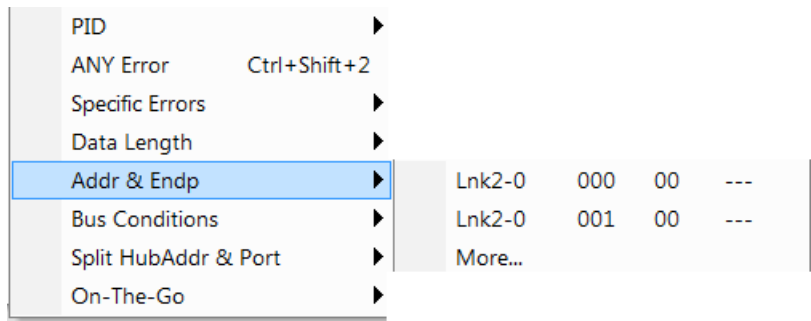 PID
ANY Error Ctrl+Shift+2
Specific Errors
Data Length
Addr & Endp
Lnk2-0 000 00 ---
Bus Conditions
Lnk2-0 001 00 ---
Split HubAddr & Port
More...
On-The-Go